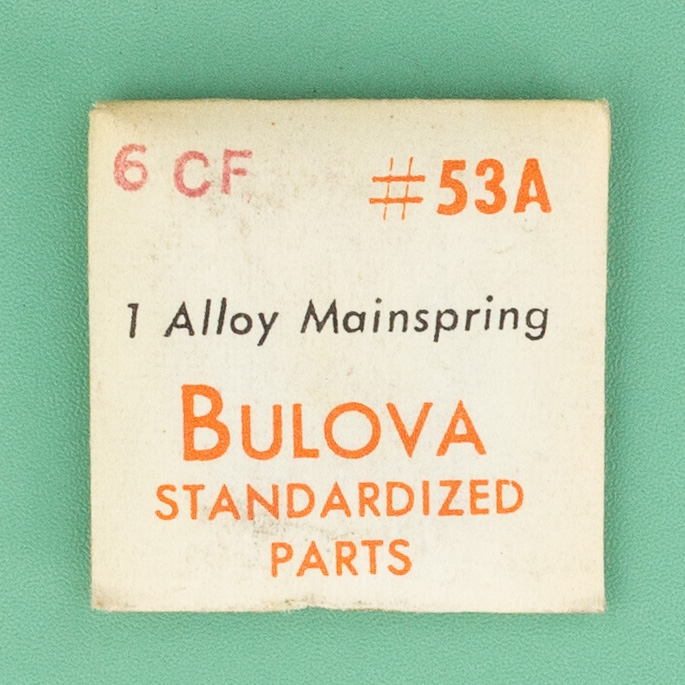 6 CF #53A
1 Alloy Mainspring
BULOVA
STANDARDIZED
PARTS